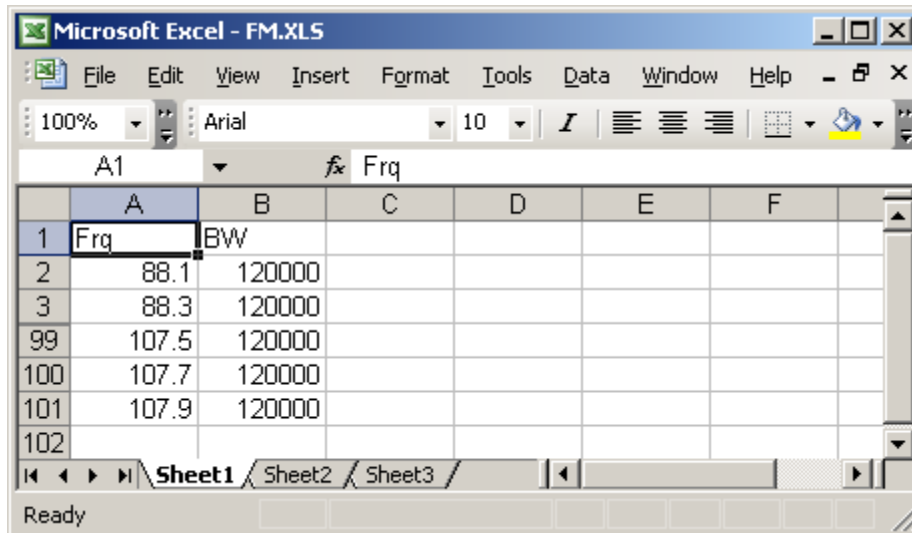 Microsoft Excel - FM.XLS
File Edit View Insert Format Tools Data Window Help
100% Arial 10 I
A1 fx Frq
A B C D E F
1 Frq BW
2 88.1 120000
3 88.3 120000
99 107.5 120000
100 107.7 120000
101 107.9 120000
102
Sheet1 Sheet2 Sheet3
Ready